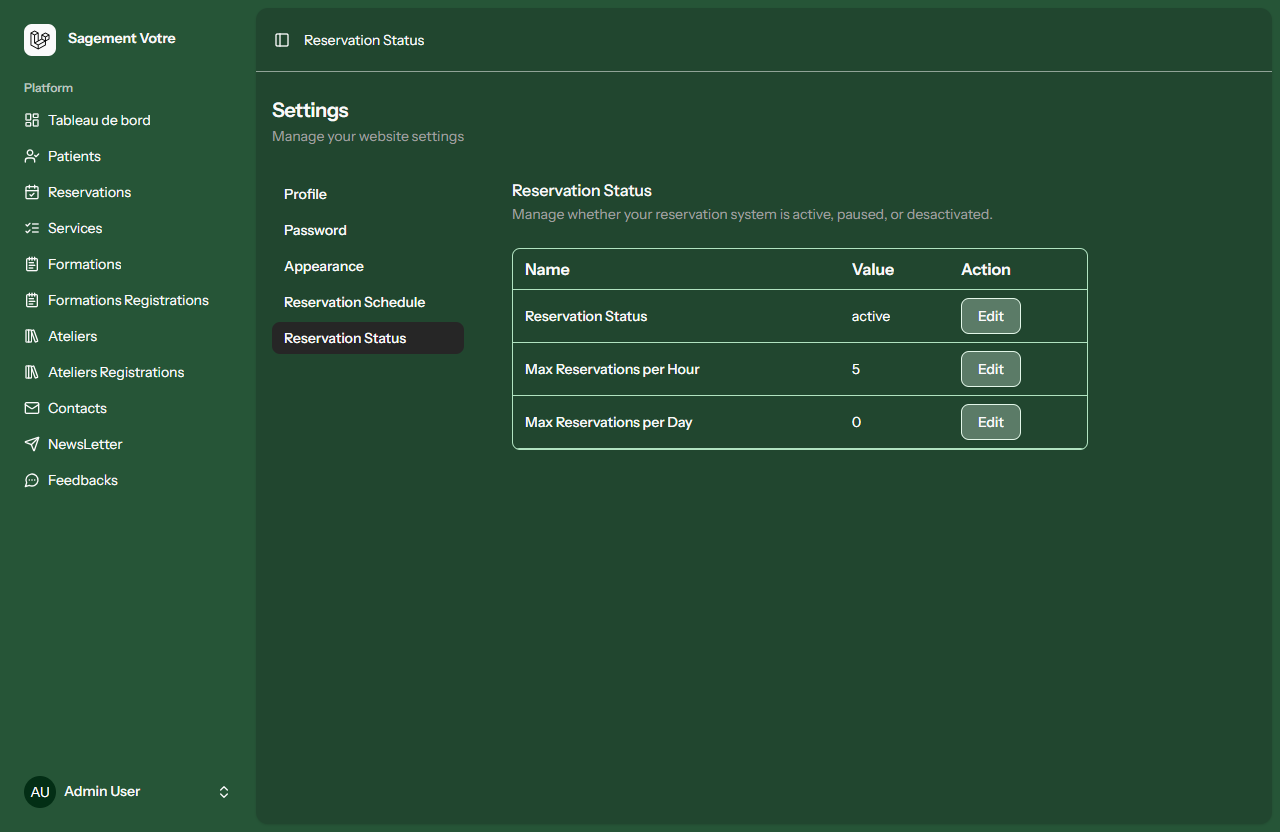 Sagement Votre
Platform
Tableau de bord
Patients
Reservations
Services
Formations
Formations Registrations
Ateliers
Ateliers Registrations
Contacts
NewsLetter
Feedbacks
AU Admin User
Reservation Status
Settings
Manage your website settings
Profile
Password
Appearance
Reservation Schedule
Reservation Status
Reservation Status
Manage whether your reservation system is active, paused, or desactivated.
Name Value Action
Reservation Status active Edit
Max Reservations per Hour 5 Edit
Max Reservations per Day 0 Edit